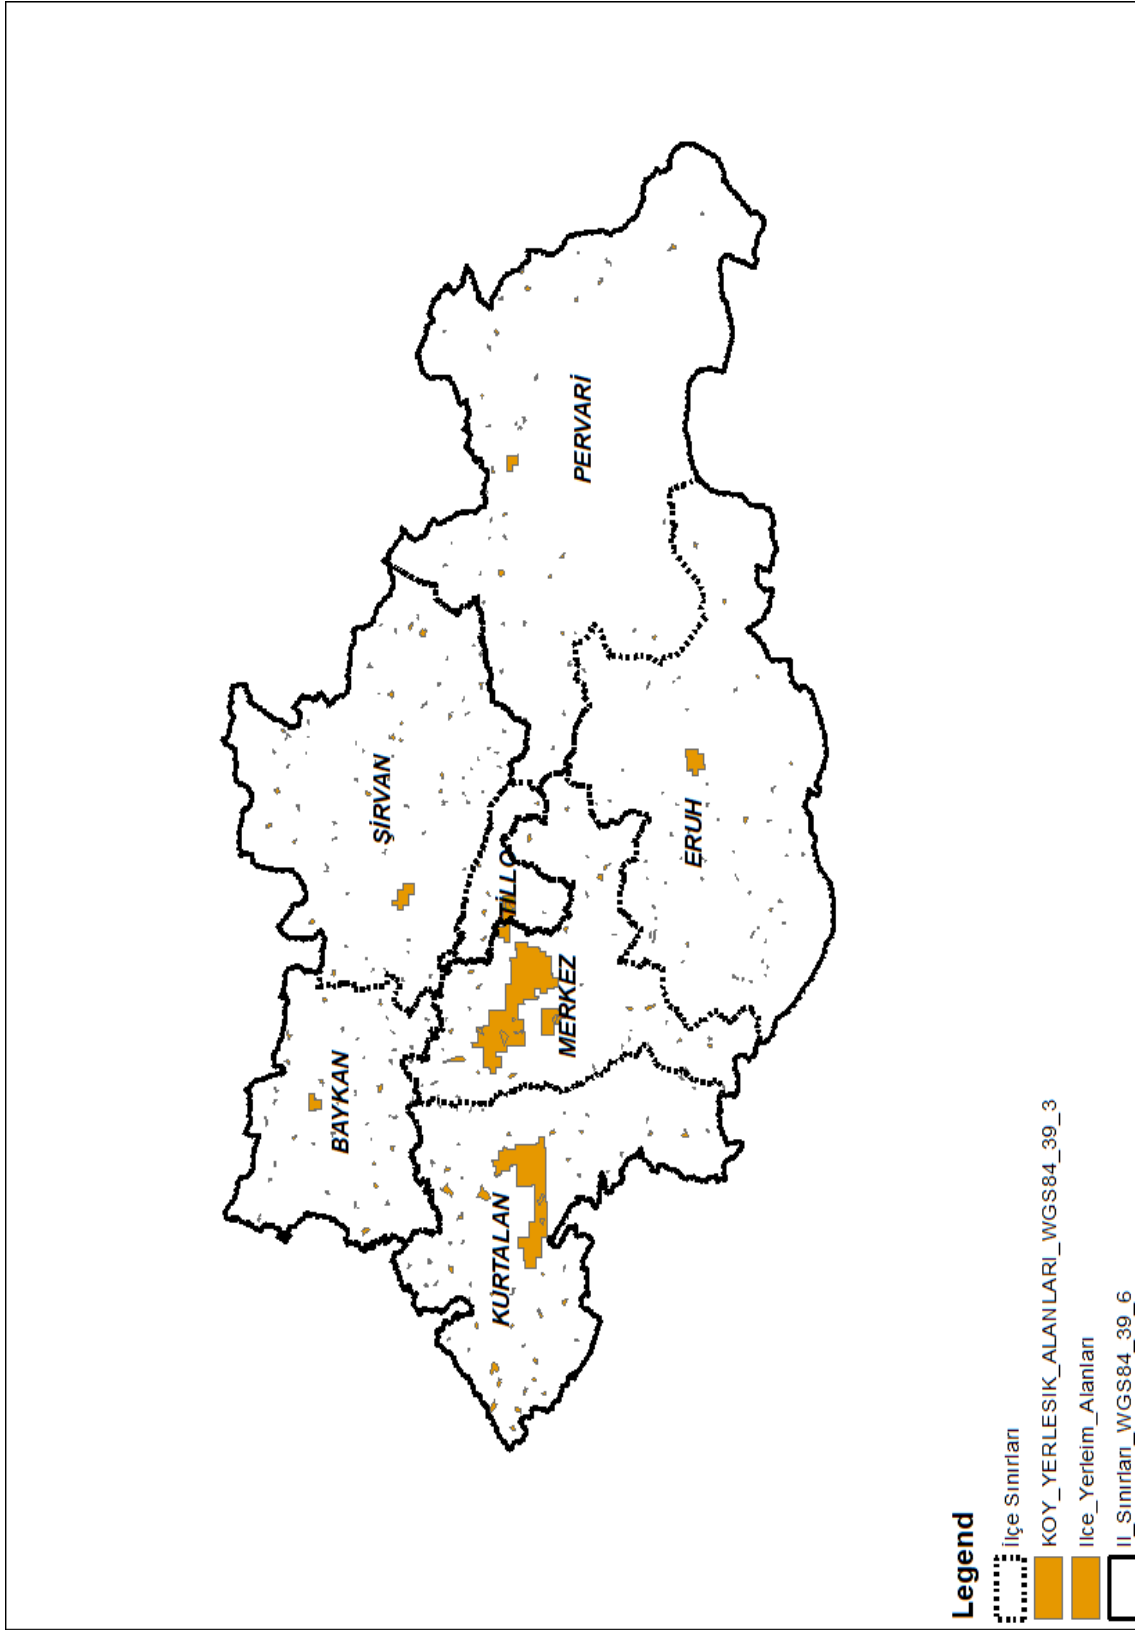 ŞİRVAN
PERVARİ
BAYKAN
TİLLO
KURTALAN
MERKEZ
ERUH
Legend
İlçe Sınırları
KOY_YERLESIK_ALANLARI_WGS84_39_3
Ilce_Yerleim_Alanları
Il_Sınırları_WGS84_39_6